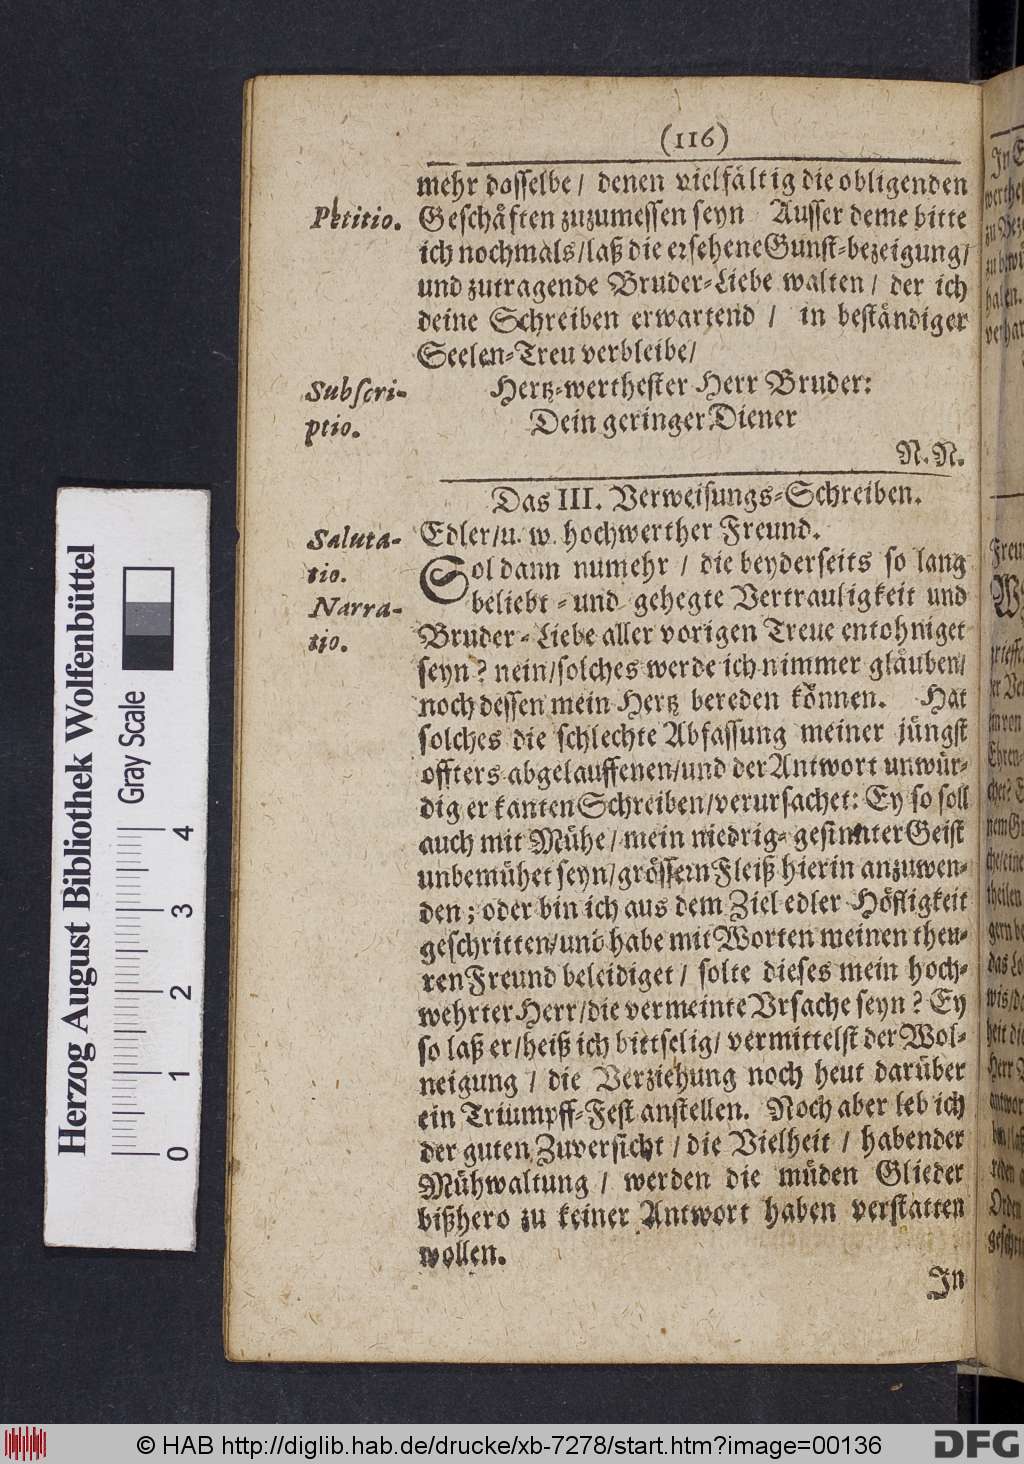 (116)
mehr dasselbe / denen vielfältig die obligenden
Petitio. Geschäfften zuzumessen seyn Ausser deme bitte
ich nochmals/laß die ersehene Gunst-bezeigung/
und zutragende Bruder-Liebe walten / der ich
deine Schreiben erwartend / in beständiger
Seelen-Treu verbleibe/
Subscri- Hertz-werthester Herr Bruder:
ptio. Dein geringer Diener
N. N.
Das III. Verweisungs-Schreiben.
Saluta- Edler/u. w. hochwerther Freund.
tio. Sol dann numehr / die beyderseits so lang
Narra- beliebt- und gehegte Vertrauligkeit und
tio. Bruder-Liebe aller vorigen Treue entohniget
seyn? nein/solches werde ich nimmer gläuben/
noch dessen mein Hertz bereden können. Hat
solches die schlechte Abfassung meiner jüngst
offters abgelauffenen/und der Antwort unwür-
dig erkanten Schreiben/verursachet: Ey so soll
auch mit Mühe/mein niedrig-gesinnter Geist
unbemühet seyn/grössern Fleiß hierin anzuwen-
den; oder bin ich aus dem Ziel edler Höfligkeit
geschritten/und habe mit Worten meinen theu-
ren Freund beleidiget/ solte dieses mein hoch-
wehrter Herr/die vermeinte Vrsache seyn? Ey
so laß er/heiß ich bittselig/ vermittelst der Wol-
neigung / die Verziehung noch heut darüber
ein Triumpff-Fest anstellen. Noch aber leb ich
der guten Zuversicht / die Vielheit / habender
Mühwaltung / werden die müden Glieder
bißhero zu keiner Antwort haben verstatten
wollen.
In
Herzog August Bibliothek Wolfenbüttel
Gray Scale
0 1 2 3 4
© HAB http://diglib.hab.de/drucke/xb-7278/start.htm?image=00136
DFG